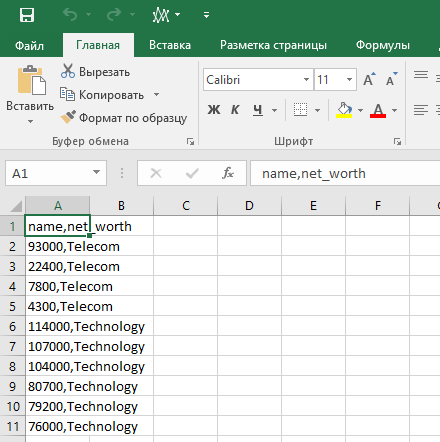 Файл Главная Вставка Разметка страницы Формулы
Вставить
Вырезать
Копировать
Формат по образцу
Буфер обмена
Calibri 11 A A
Ж К Ч А
Шрифт
A1 fx name,net_worth
A B C D E F
1 name,net_worth
2 93000,Telecom
3 22400,Telecom
4 7800,Telecom
5 4300,Telecom
6 114000,Technology
7 107000,Technology
8 104000,Technology
9 80700,Technology
10 79200,Technology
11 76000,Technology